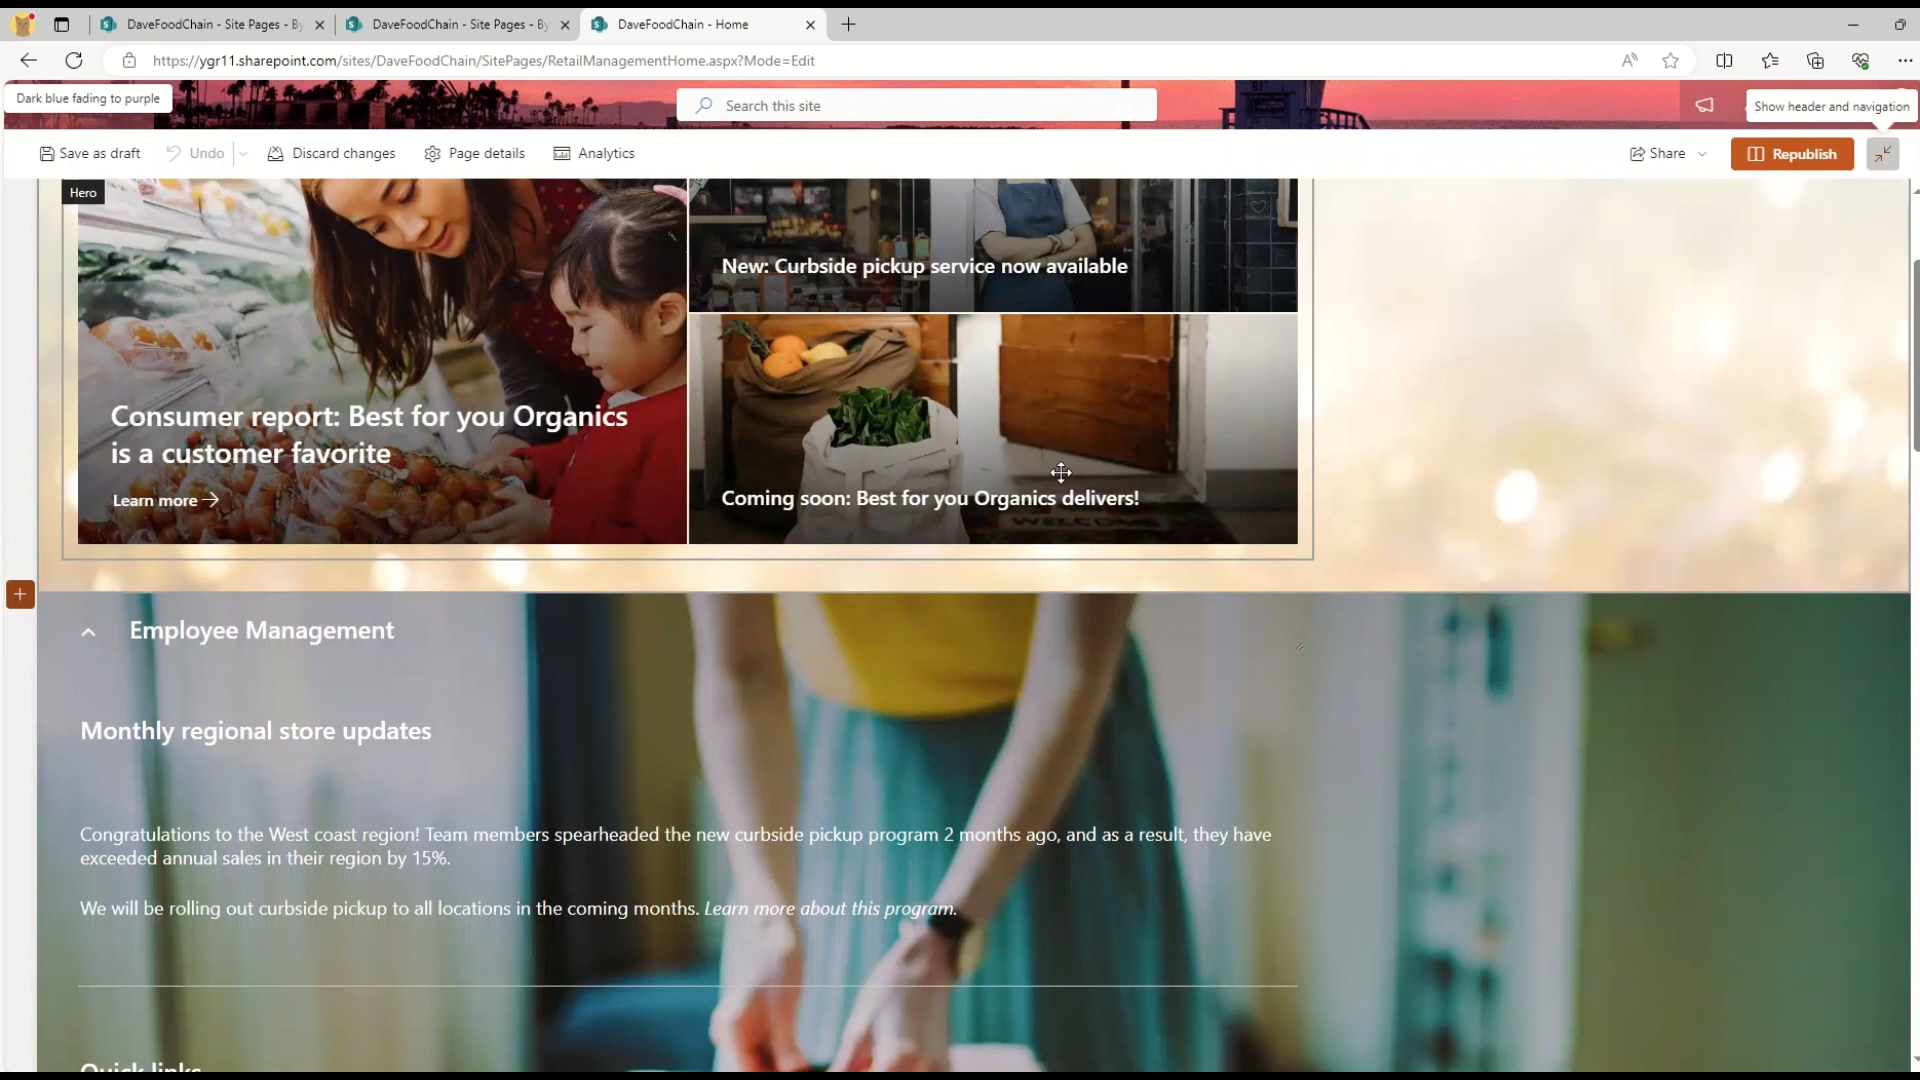 DaveFoodChain - Site Pages - By
DaveFoodChain - Site Pages - By
DaveFoodChain - Home
https://ygr11.sharepoint.com/sites/DaveFoodChain/SitePages/RetailManagementHome.aspx?Mode=Edit
Dark blue fading to purple
Search this site
Show header and navigation
Save as draft
Undo
Discard changes
Page details
Analytics
Share
Republish
Hero
New: Curbside pickup service now available
Consumer report: Best for you Organics
is a customer favorite
Learn more
Coming soon: Best for you Organics delivers!
WELCOME
Employee Management
Monthly regional store updates
Congratulations to the West coast region! Team members spearheaded the new curbside pickup program 2 months ago, and as a result, they have
exceeded annual sales in their region by 15%.
We will be rolling out curbside pickup to all locations in the coming months. Learn more about this program.
Quick links